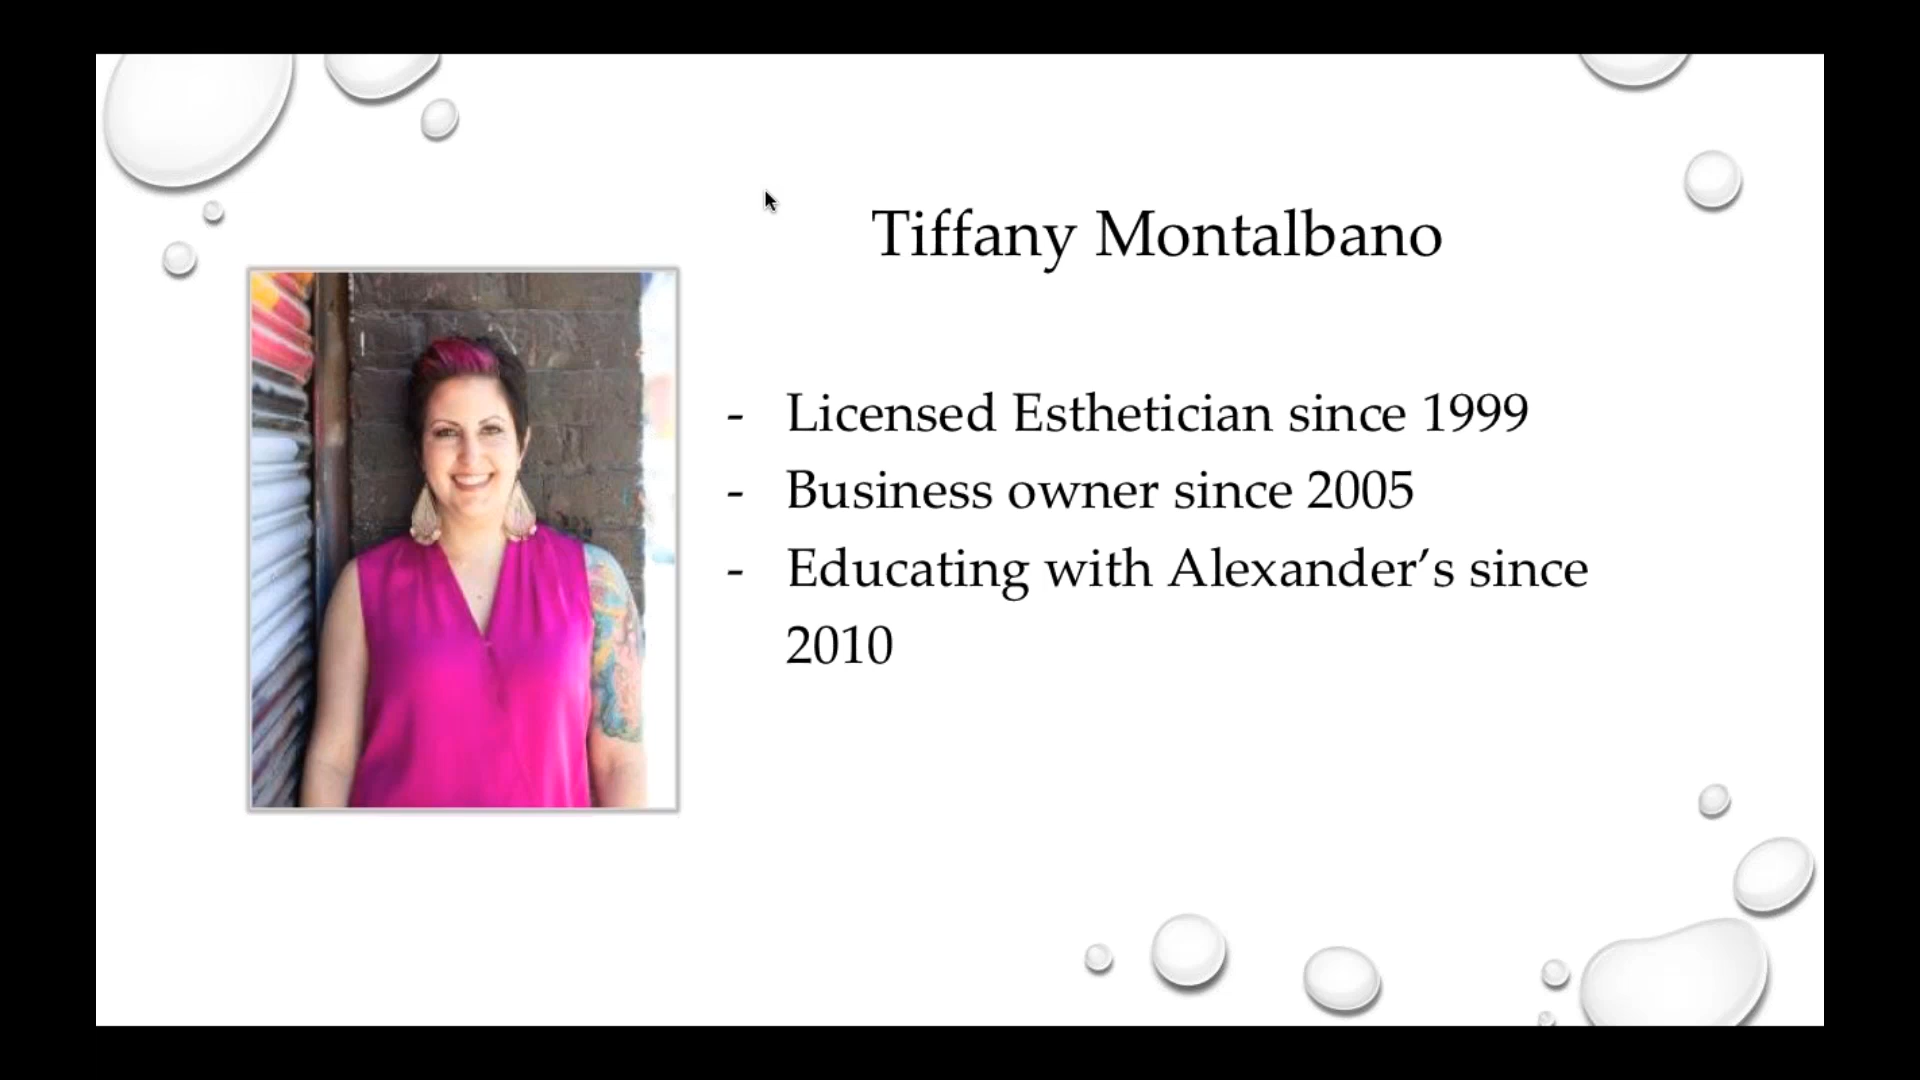 Tiffany Montalbano
- Licensed Esthetician since 1999
- Business owner since 2005
- Educating with Alexander’s since
2010